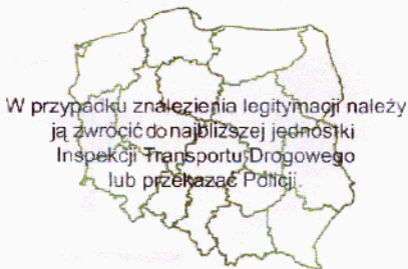 W przypadku znalezienia legitymacji należy
ją zwrócić do najbliższej jednostki
Inspekcji Transportu Drogowego
lub przekazać Policji.